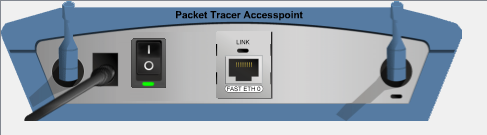 Packet Tracer Accesspoint
LINK
FAST ETH 0